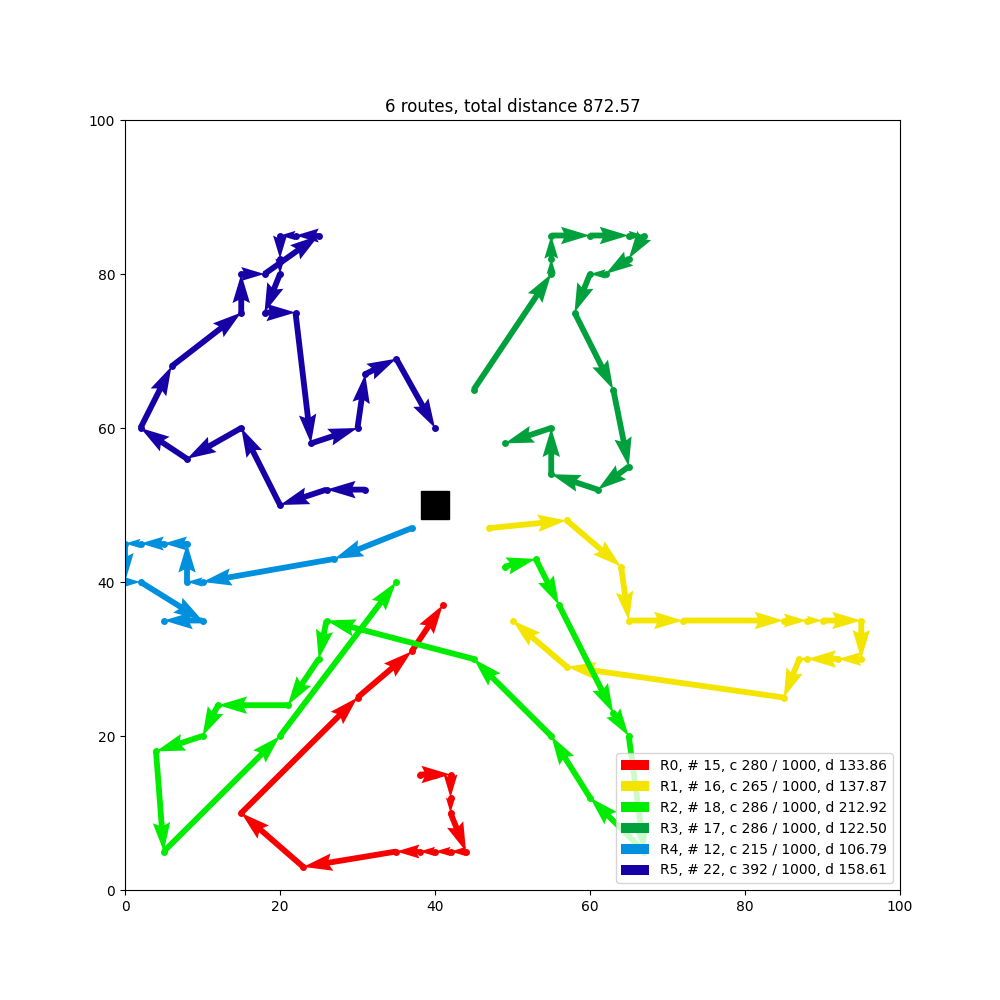 6 routes, total distance 872.57
100
80
60
40
20
0
0 20 40 60 80 100
R0, # 15, c 280 / 1000, d 133.86
R1, # 16, c 265 / 1000, d 137.87
R2, # 18, c 286 / 1000, d 212.92
R3, # 17, c 286 / 1000, d 122.50
R4, # 12, c 215 / 1000, d 106.79
R5, # 22, c 392 / 1000, d 158.61